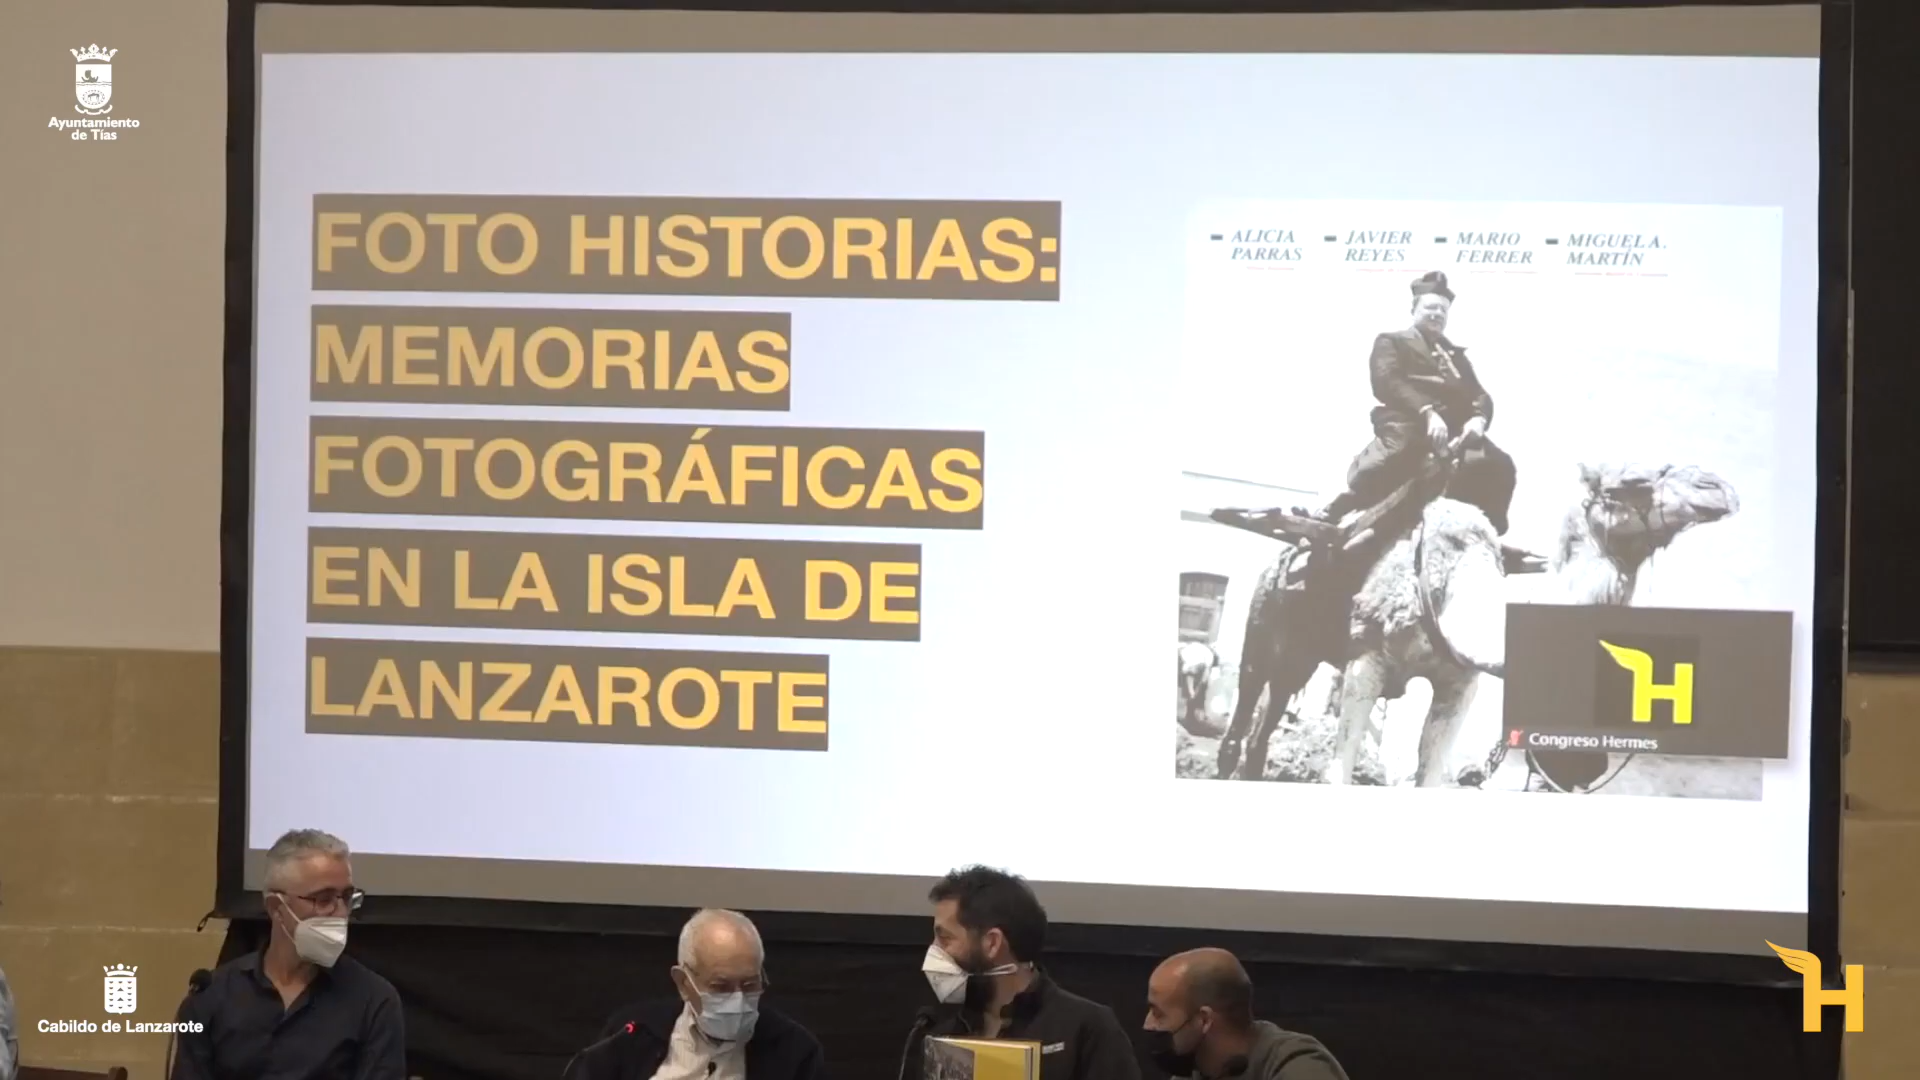 Ayuntamiento
de Tías
FOTO HISTORIAS:
MEMORIAS
FOTOGRÁFICAS
EN LA ISLA DE
LANZAROTE
ALICIA
PARRAS
JAVIER
REYES
MARIO
FERRER
MIGUEL A.
MARTÍN
H
Congreso Hermes
Cabildo de Lanzarote
H